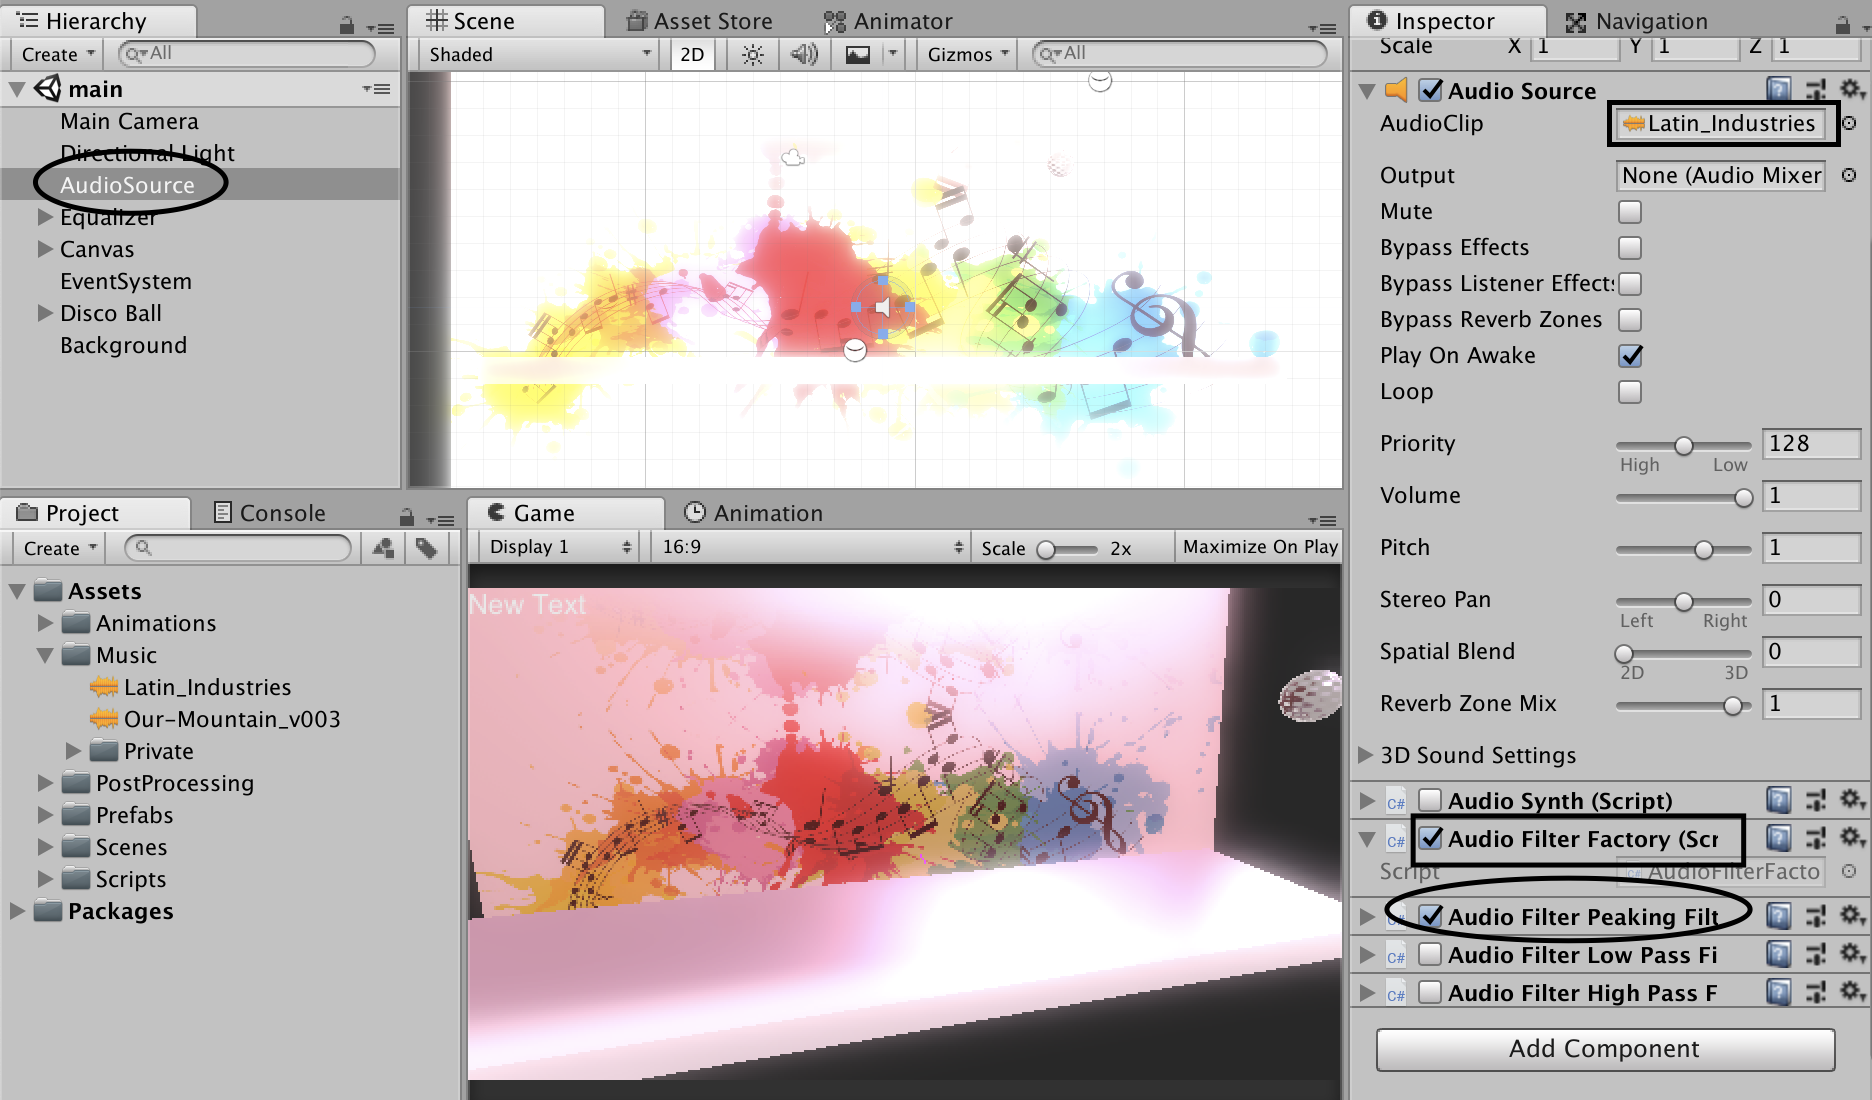 Hierarchy
Create All
main
Main Camera
Directional Light
AudioSource
Equalizer
Canvas
EventSystem
Disco Ball
Background
Scene Asset Store Animator
Shaded 2D Gizmos All
Project Console
Create
Assets
Animations
Music
Latin_Industries
Our-Mountain_v003
Private
PostProcessing
Prefabs
Scenes
Scripts
Packages
Game Animation
Display 1 16:9 Scale 2x Maximize On Play
New Text
Inspector Navigation
Scale X 1 Y 1 Z 1
Audio Source
AudioClip Latin_Industries
Output None (Audio Mixer
Mute
Bypass Effects
Bypass Listener Effects
Bypass Reverb Zones
Play On Awake
Loop
Priority 128
High Low
Volume 1
Pitch 1
Stereo Pan 0
Left Right
Spatial Blend 0
2D 3D
Reverb Zone Mix 1
3D Sound Settings
C# Audio Synth (Script)
C# Audio Filter Factory (Scr
Script AudioFilterFacto
C# Audio Filter Peaking Filt
C# Audio Filter Low Pass Fi
C# Audio Filter High Pass F
Add Component